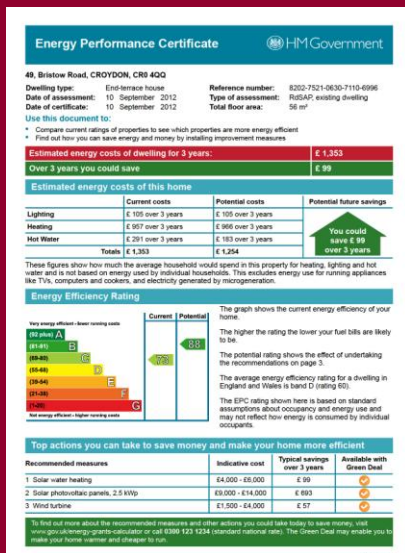 Energy Performance Certificate
HM Government
49, Bristow Road, CROYDON, CR0 4QQ
Dwelling type: End-terrace house
Date of assessment: 10 September 2012
Date of certificate: 10 September 2012
Reference number: 8202-7521-0630-7110-6996
Type of assessment: RdSAP, existing dwelling
Total floor area: 56 m²
Use this document to:
• Compare current ratings of properties to see which properties are more energy efficient
• Find out how you can save energy and money by installing improvement measures
Estimated energy costs of dwelling for 3 years: £ 1,353
Over 3 years you could save £ 99
Estimated energy costs of this home
Current costs Potential costs Potential future savings
Lighting £ 105 over 3 years £ 105 over 3 years
Heating £ 957 over 3 years £ 966 over 3 years
Hot Water £ 291 over 3 years £ 183 over 3 years
Totals £ 1,353 £ 1,254
You could
save £ 99
over 3 years
These figures show how much the average household would spend in this property for heating, lighting and hot
water and is not based on energy used by individual households. This excludes energy use for running appliances
like TVs, computers and cookers, and electricity generated by microgeneration.
Energy Efficiency Rating
Current Potential
Very energy efficient - lower running costs
(92 plus) A
(81-91) B
(69-80) C
(55-68) D
(39-54) E
(21-38) F
(1-20) G
Not energy efficient - higher running costs
73
88
The graph shows the current energy efficiency of your
home.
The higher the rating the lower your fuel bills are likely
to be.
The potential rating shows the effect of undertaking
the recommendations on page 3.
The average energy efficiency rating for a dwelling in
England and Wales is band D (rating 60).
The EPC rating shown here is based on standard
assumptions about occupancy and energy use and
may not reflect how energy is consumed by individual
occupants.
Top actions you can take to save money and make your home more efficient
Recommended measures Indicative cost Typical savings over 3 years Available with Green Deal
1 Solar water heating £4,000 - £6,000 £ 99
2 Solar photovoltaic panels, 2.5 kWp £9,000 - £14,000 £ 693
3 Wind turbine £1,500 - £4,000 £ 57
To find out more about the recommended measures and other actions you could take today to save money, visit
www.gov.uk/energy-grants-calculator or call 0300 123 1234 (standard national rate). The Green Deal may enable you to
make your home warmer and cheaper to run.